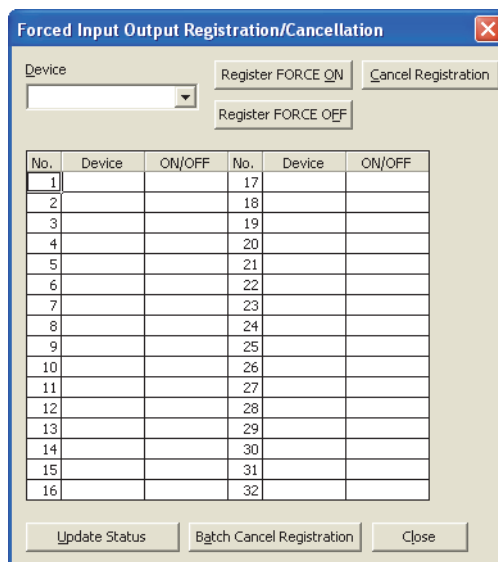 Forced Input Output Registration/Cancellation
Device
Register FORCE ON
Cancel Registration
Register FORCE OFF
No. Device ON/OFF No. Device ON/OFF
1 17
2 18
3 19
4 20
5 21
6 22
7 23
8 24
9 25
10 26
11 27
12 28
13 29
14 30
15 31
16 32
Update Status Batch Cancel Registration Close